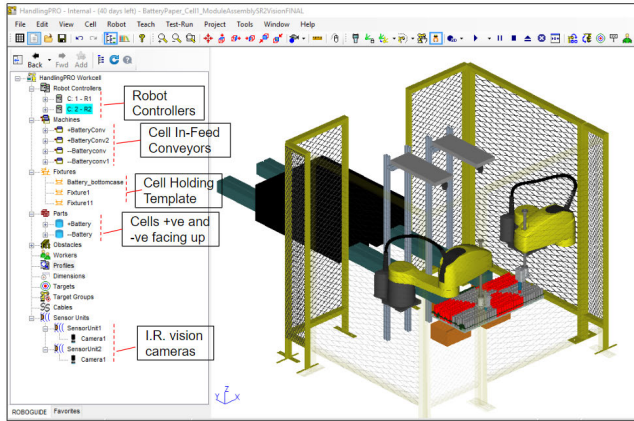 HandlingPRO - Internal - (40 days left) - BatteryPaper_Cell1_ModuleAssemblySR2VisionFINAL
File Edit View Cell Robot Teach Test-Run Project Tools Window Help
Back Fwd Add
HandlingPRO Workcell
Robot Controllers
C: 1 - R1
C: 2 - R2
Machines
+BatteryConv
+BatteryConv2
--Batteryconv
--Batteryconv1
Fixtures
Battery_bottomcase
Fixture1
Fixture11
Parts
+Battery
--Battery
Obstacles
Workers
Profiles
Dimensions
Targets
Target Groups
Cables
Sensor Units
SensorUnit1
Camera1
SensorUnit2
Camera1
ROBOGUIDE Favorites
Robot
Controllers
Cell In-Feed
Conveyors
Cell Holding
Template
Cells +ve and
-ve facing up
I.R. vision
cameras
Z
Y X